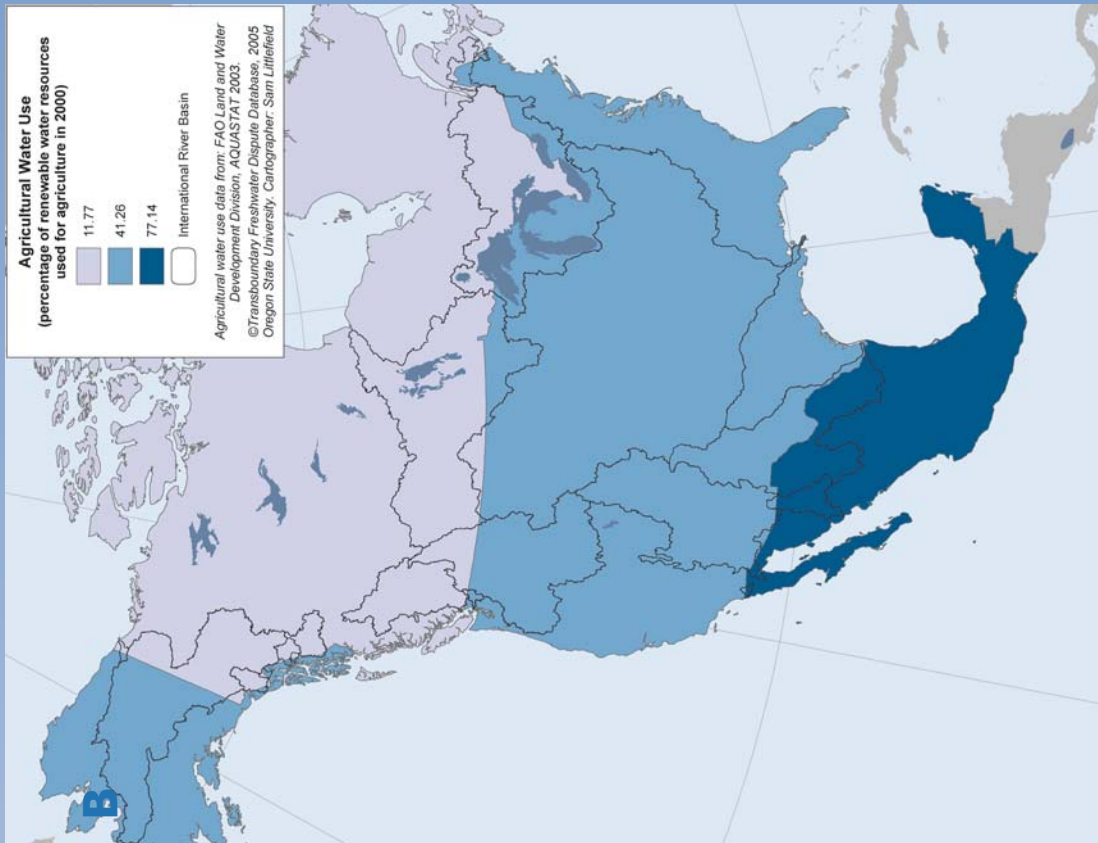 Agricultural Water Use
(percentage of renewable water resources
used for agriculture in 2000)
11.77
41.26
77.14
International River Basin
Agricultural water use data from: FAO Land and Water
Development Division, AQUASTAT 2003.
©Transboundary Freshwater Dispute Database, 2005
Oregon State University. Cartographer: Sam Littlefield
B